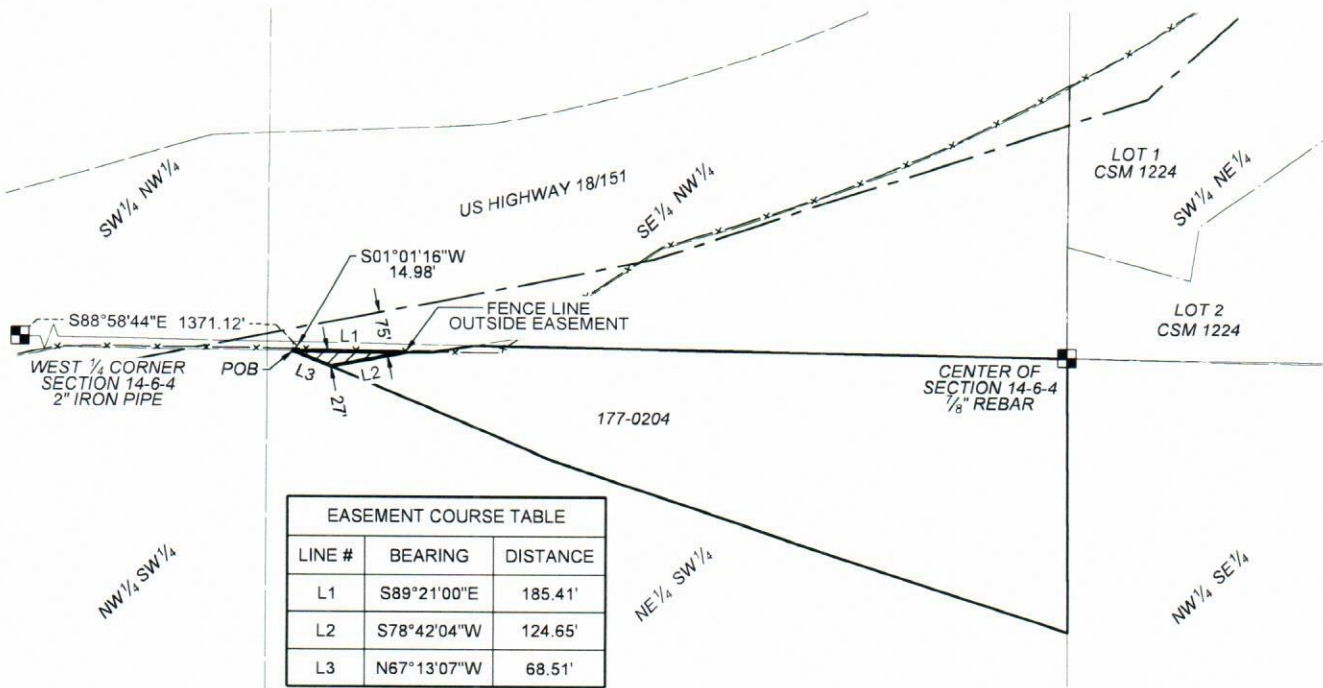 SW¼ NW¼
US HIGHWAY 18/151
SE¼ NW¼
LOT 1
CSM 1224
SW¼ NE¼
S01°01'16"W
14.98'
S88°58'44"E 1371.12'
L1
75'
FENCE LINE
OUTSIDE EASEMENT
LOT 2
CSM 1224
WEST ¼ CORNER
SECTION 14-6-4
2" IRON PIPE
POB
L3
L2
27'
CENTER OF
SECTION 14-6-4
⅞" REBAR
177-0204
EASEMENT COURSE TABLE
LINE # BEARING DISTANCE
L1 S89°21'00"E 185.41'
L2 S78°42'04"W 124.65'
L3 N67°13'07"W 68.51'
NW¼ SW¼
NE¼ SW¼
NW¼ SE¼